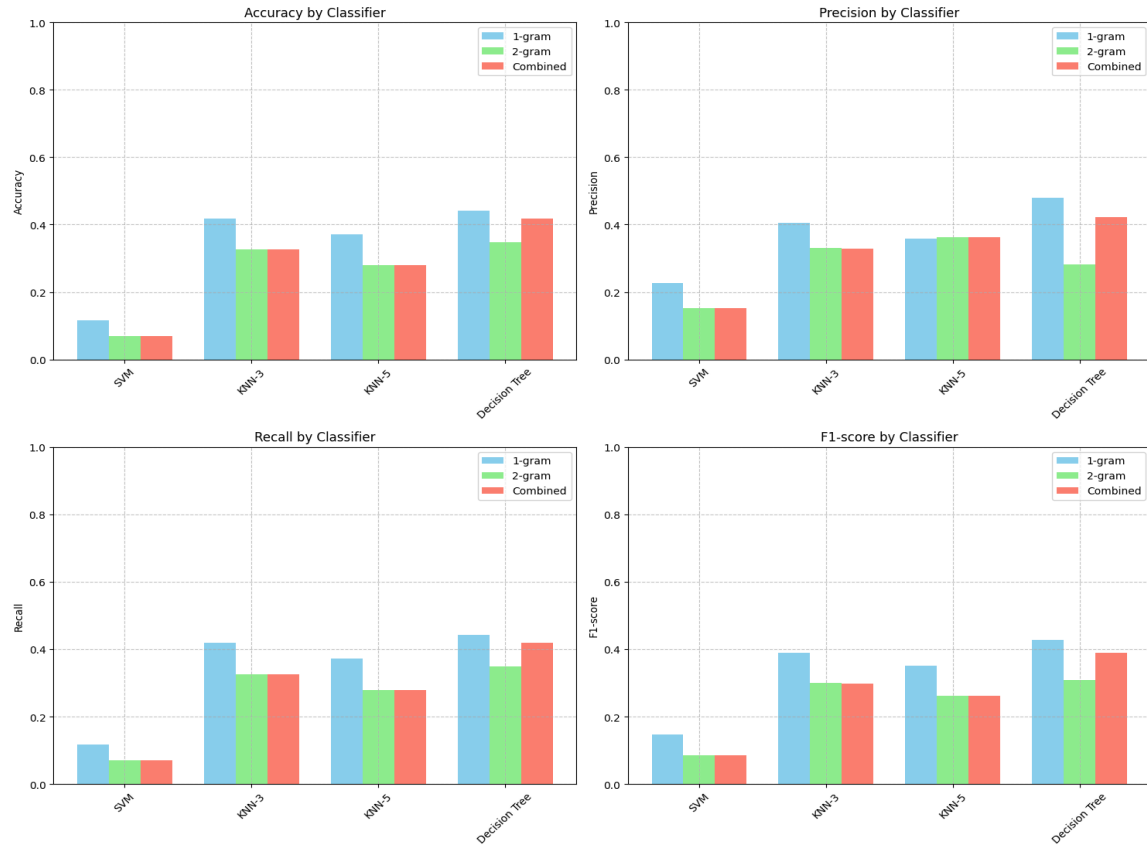 Accuracy by Classifier
1.0
0.8
0.6
0.4
0.2
0.0
Accuracy
SVM
KNN-3
KNN-5
Decision Tree
1-gram
2-gram
Combined
Precision by Classifier
1.0
0.8
0.6
0.4
0.2
0.0
Precision
SVM
KNN-3
KNN-5
Decision Tree
1-gram
2-gram
Combined
Recall by Classifier
1.0
0.8
0.6
0.4
0.2
0.0
Recall
SVM
KNN-3
KNN-5
Decision Tree
1-gram
2-gram
Combined
F1-score by Classifier
1.0
0.8
0.6
0.4
0.2
0.0
F1-score
SVM
KNN-3
KNN-5
Decision Tree
1-gram
2-gram
Combined